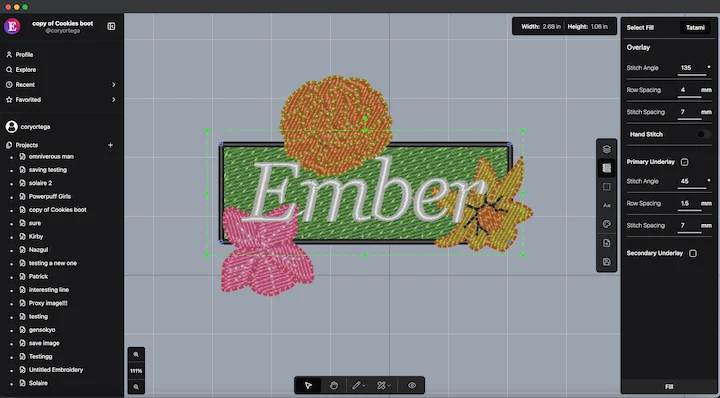 E
copy of Cookies boot
@coryortega
Profile
Explore
Recent
Favorited
coryortega
Projects
omniverous man
saving testing
solaire 2
Powerpuff Girls
copy of Cookies boot
sure
Kirby
Nazgul
testing a new one
Patrick
interesting line
Proxy image!!!
testing
gensokyo
save image
Testingg
Untitled Embroidery
Solaire
Width: 2.68 in Height: 1.06 in
Ember
111%
Aa
Select Fill Tatami
Overlay
Stitch Angle 135 °
Row Spacing 4 mm
Stitch Spacing 7 mm
Hand Stitch
Primary Underlay
Stitch Angle 45 °
Row Spacing 1.5 mm
Stitch Spacing 7 mm
Secondary Underlay
Fill